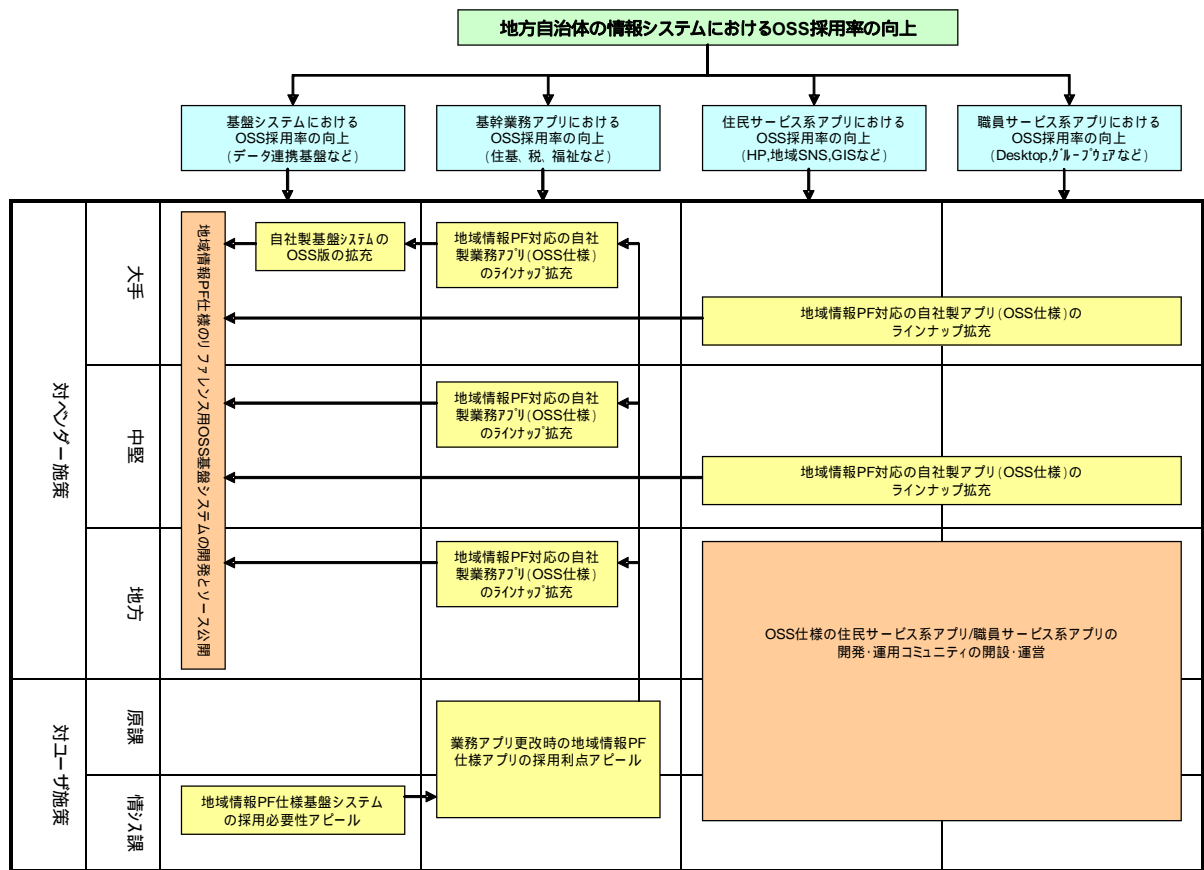 地方自治体の情報システムにおけるOSS採用率の向上
基盤システムにおける
OSS採用率の向上
(データ連携基盤など)
基幹業務アプリにおける
OSS採用率の向上
(住基、税、福祉など)
住民サービス系アプリにおける
OSS採用率の向上
(HP,地域SNS,GISなど)
職員サービス系アプリにおける
OSS採用率の向上
(Desktop,グループウェアなど)
対ベンダー施策
大手
地域情報PF仕様のリファレンス用OSS基盤システムの開発とソース公開
自社製基盤システムの
OSS版の拡充
地域情報PF対応の自社
製業務アプリ(OSS仕様)
のラインナップ拡充
地域情報PF対応の自社製アプリ(OSS仕様)の
ラインナップ拡充
中堅
地域情報PF対応の自社
製業務アプリ(OSS仕様)
のラインナップ拡充
地域情報PF対応の自社製アプリ(OSS仕様)の
ラインナップ拡充
地方
地域情報PF対応の自社
製業務アプリ(OSS仕様)
のラインナップ拡充
OSS仕様の住民サービス系アプリ/職員サービス系アプリの
開発・運用コミュニティの開設・運営
対ユーザ施策
原課
業務アプリ更改時の地域情報PF
仕様アプリの採用利点アピール
情シス課
地域情報PF仕様基盤システム
の採用必要性アピール